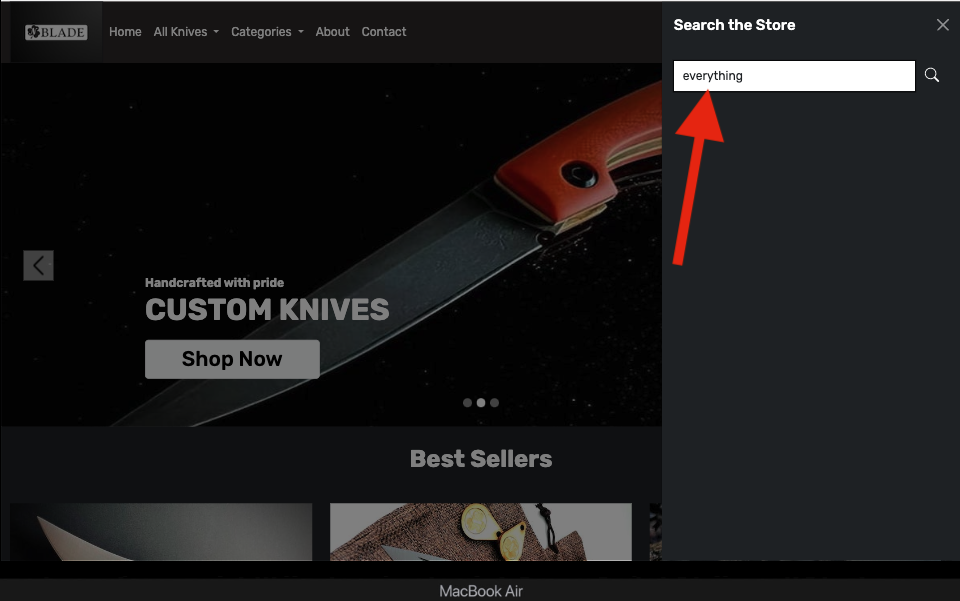 BLADE
Home All Knives Categories About Contact
Search the Store
everything
Handcrafted with pride
CUSTOM KNIVES
Shop Now
Best Sellers
MacBook Air